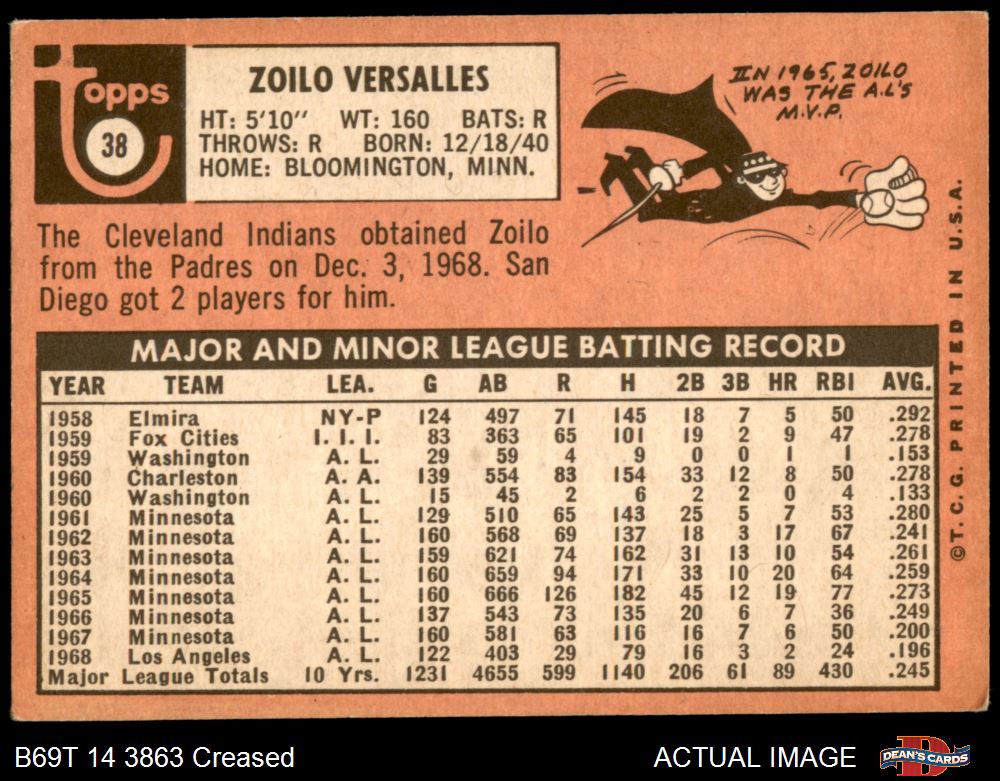 Topps
38
ZOILO VERSALLES
HT: 5'10" WT: 160 BATS: R
THROWS: R BORN: 12/18/40
HOME: BLOOMINGTON, MINN.
IN 1965, ZOILO
WAS THE A.L'S
M.V.P.
The Cleveland Indians obtained Zoilo
from the Padres on Dec. 3, 1968. San
Diego got 2 players for him.
MAJOR AND MINOR LEAGUE BATTING RECORD
YEAR TEAM LEA. G AB R H 2B 3B HR RBI AVG.
1958 Elmira NY-P 124 497 71 145 18 7 5 50 .292
1959 Fox Cities I. I. I. 83 363 65 101 19 2 9 47 .278
1959 Washington A. L. 29 59 4 9 0 0 1 1 .153
1960 Charleston A. A. 139 554 83 154 33 12 8 50 .278
1960 Washington A. L. 15 45 2 6 2 2 0 4 .133
1961 Minnesota A. L. 129 510 65 143 25 5 7 53 .280
1962 Minnesota A. L. 160 568 69 137 18 3 17 67 .241
1963 Minnesota A. L. 159 621 74 162 31 13 10 54 .261
1964 Minnesota A. L. 160 659 94 171 33 10 20 64 .259
1965 Minnesota A. L. 160 666 126 182 45 12 19 77 .273
1966 Minnesota A. L. 137 543 73 135 20 6 7 36 .249
1967 Minnesota A. L. 160 581 63 116 16 7 6 50 .200
1968 Los Angeles A. L. 122 403 29 79 16 3 2 24 .196
Major League Totals 10 Yrs. 1231 4655 599 1140 206 61 89 430 .245
©T. C. G. PRINTED IN U.S.A.
B69T 14 3863 Creased
ACTUAL IMAGE
DEAN'S CARDS